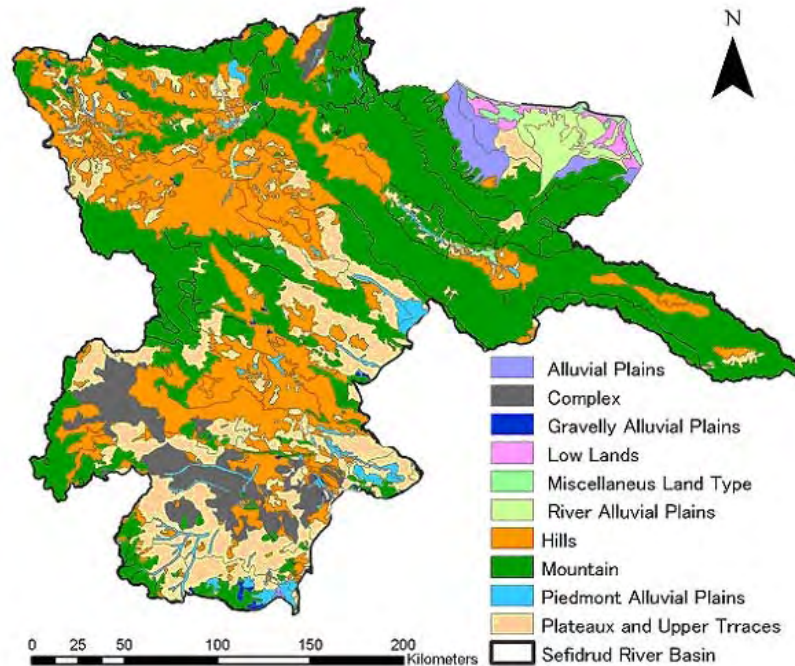 N
Alluvial Plains
Complex
Gravelly Alluvial Plains
Low Lands
Miscellaneus Land Type
River Alluvial Plains
Hills
Mountain
Piedmont Alluvial Plains
Plateaux and Upper Trraces
Sefidrud River Basin
0 25 50 100 150 200
Kilometers